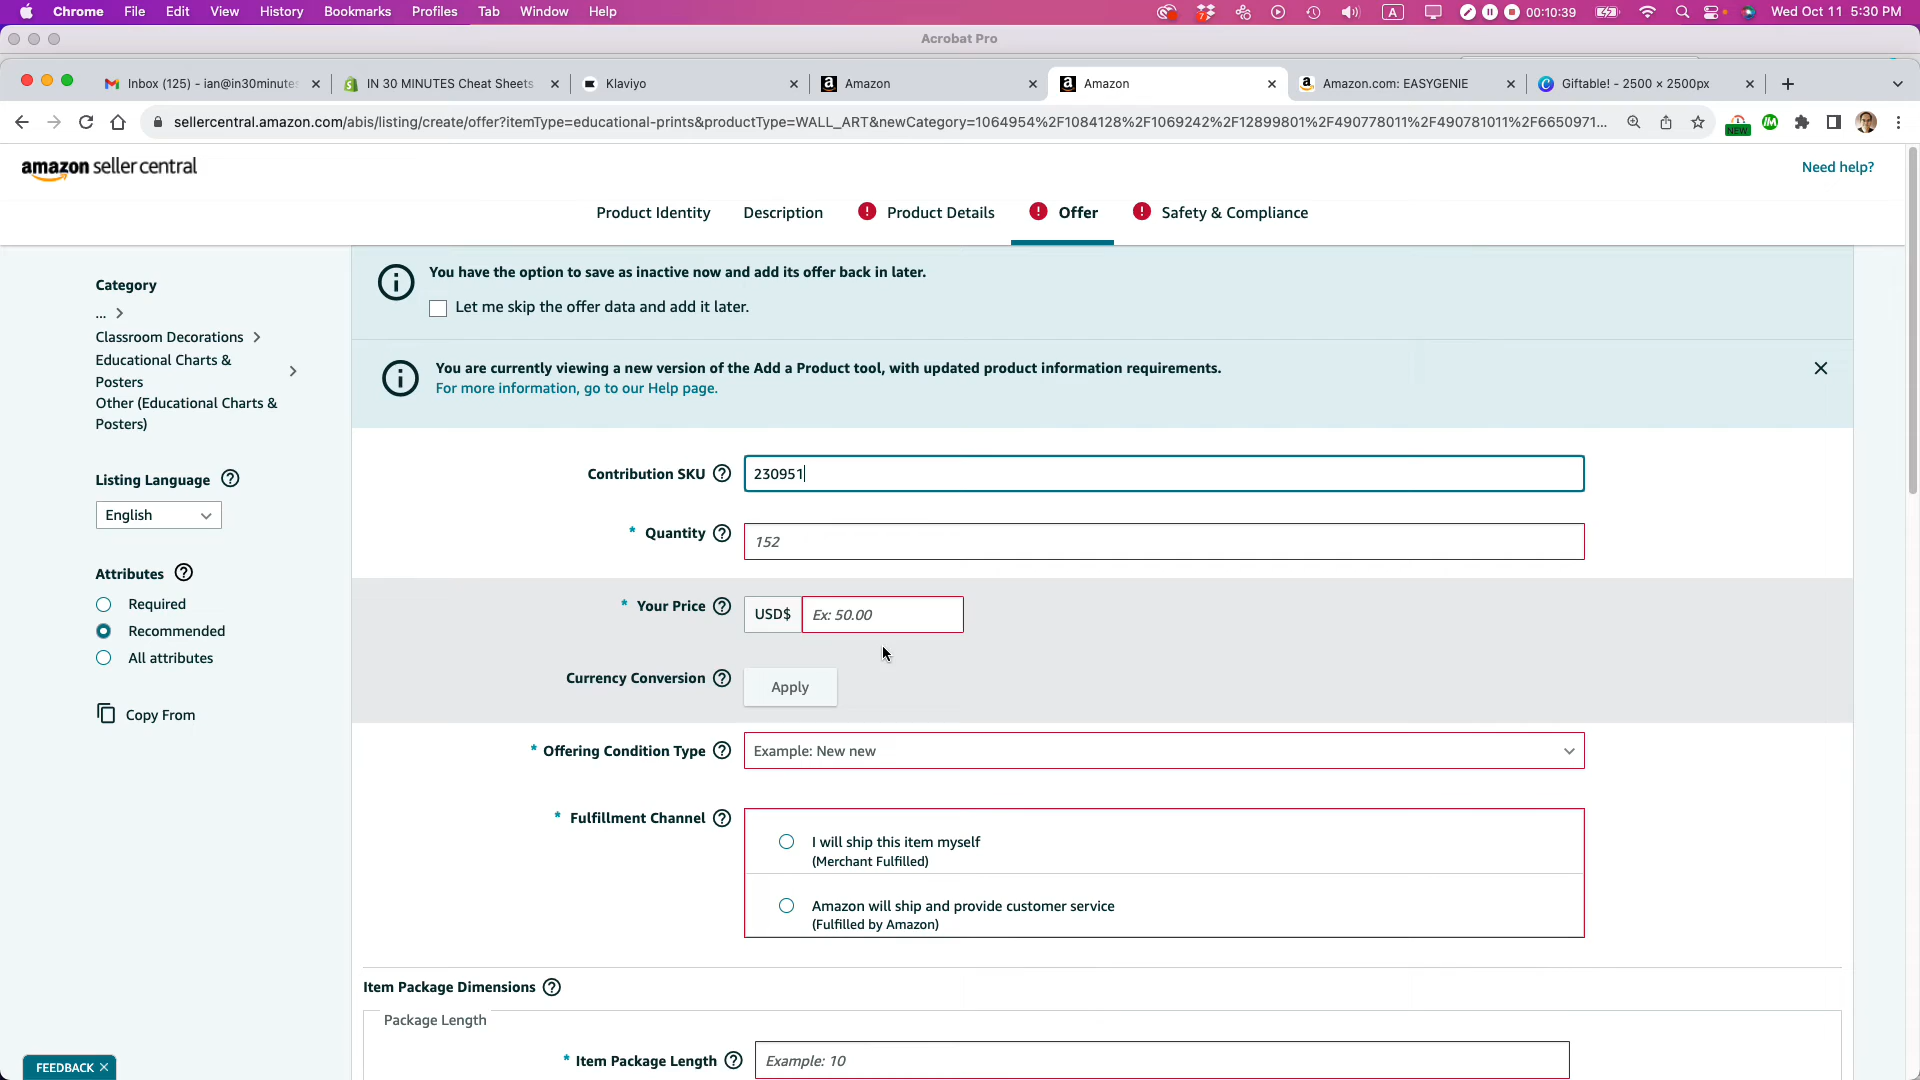 Chrome File Edit View History Bookmarks Profiles Tab Window Help 7 A 00:10:39 Wed Oct 11 5:30 PM
Acrobat Pro
Inbox (125) - ian@in30minutes IN 30 MINUTES Cheat Sheets Klaviyo Amazon Amazon Amazon.com: EASYGENIE Giftable! - 2500 × 2500px
sellercentral.amazon.com/abis/listing/create/offer?itemType=educational-prints&productType=WALL_ART&newCategory=1064954%2F1084128%2F1069242%2F12899801%2F490778011%2F490781011%2F6650971... NEW
amazon seller central
Need help?
Product Identity Description Product Details Offer Safety & Compliance
You have the option to save as inactive now and add its offer back in later.
Let me skip the offer data and add it later.
You are currently viewing a new version of the Add a Product tool, with updated product information requirements.
For more information, go to our Help page.
Category
...
Classroom Decorations
Educational Charts &
Posters
Other (Educational Charts &
Posters)
Listing Language
English
Attributes
Required
Recommended
All attributes
Copy From
Contribution SKU 230951
* Quantity 152
* Your Price USD$ Ex: 50.00
Currency Conversion Apply
* Offering Condition Type Example: New new
* Fulfillment Channel
I will ship this item myself
(Merchant Fulfilled)
Amazon will ship and provide customer service
(Fulfilled by Amazon)
Item Package Dimensions
Package Length
* Item Package Length Example: 10
FEEDBACK